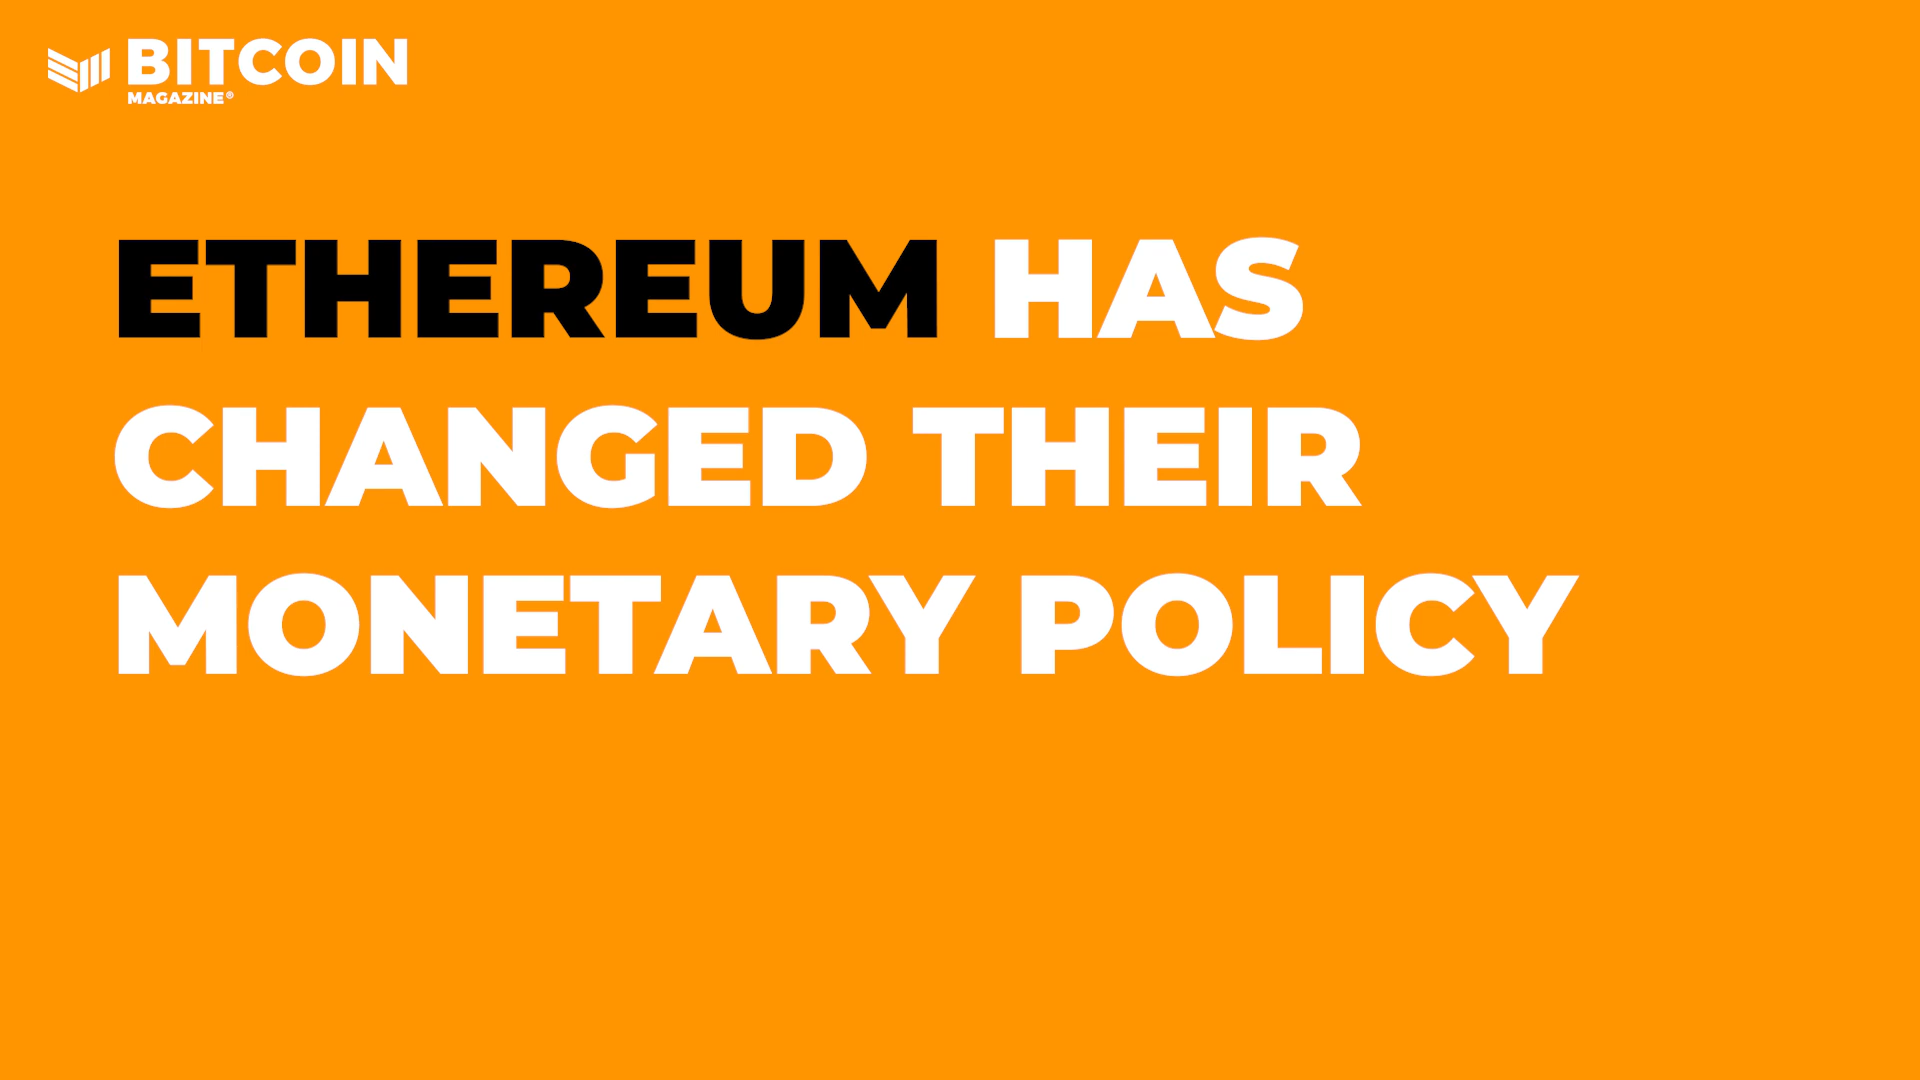 BITCOIN
MAGAZINE®
ETHEREUM HAS
CHANGED THEIR
MONETARY POLICY